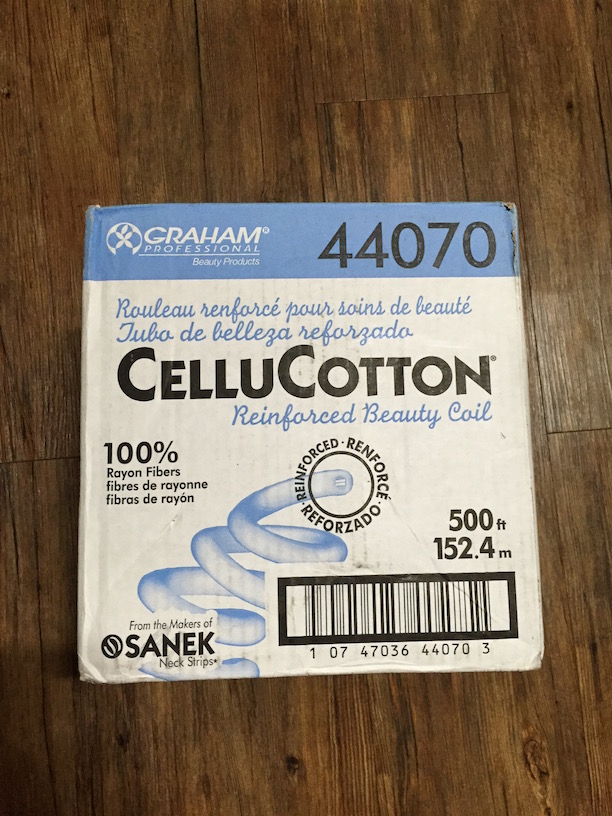 GRAHAM®
PROFESSIONAL
Beauty Products
44070
Rouleau renforcé pour soins de beauté
Tubo de belleza reforzado
CELLUCOTTON®
Reinforced Beauty Coil
100%
Rayon Fibers
fibres de rayonne
fibras de rayón
REINFORCED · RENFORCÉ · REFORZADO ·
500 ft
152.4 m
From the Makers of
SANEK
Neck Strips®
1 07 47036 44070 3